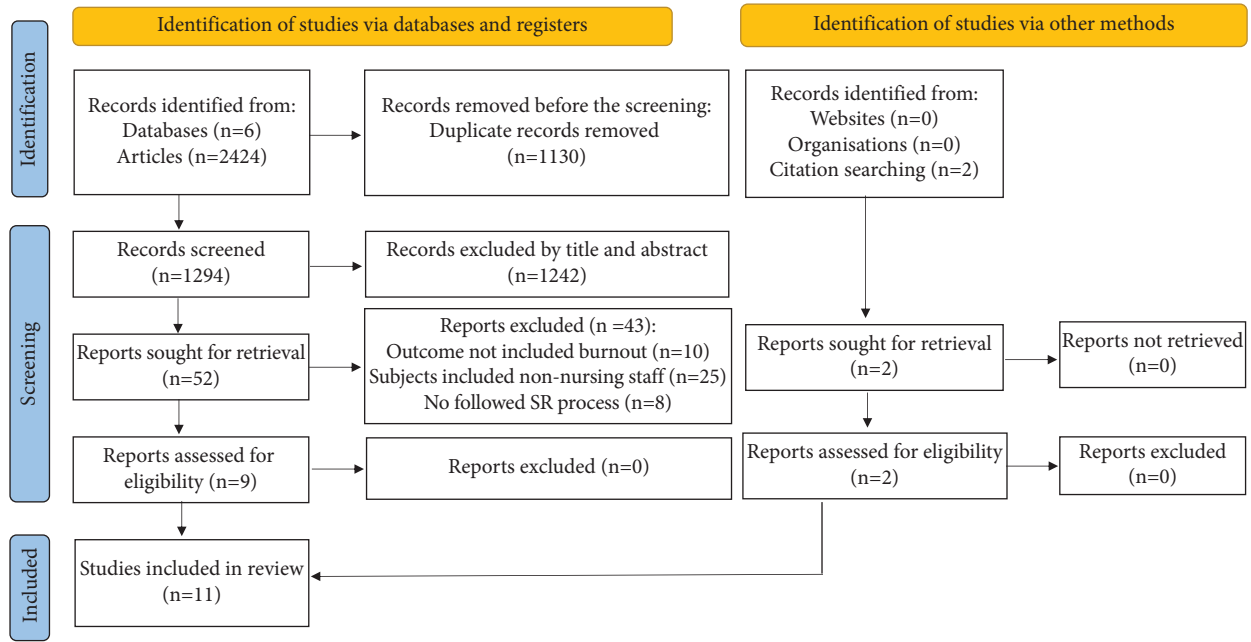 Identification of studies via databases and registers
Identification of studies via other methods
Identification
Records identified from:
Databases (n=6)
Articles (n=2424)
Records removed before the screening:
Duplicate records removed
(n=1130)
Records identified from:
Websites (n=0)
Organisations (n=0)
Citation searching (n=2)
Screening
Records screened
(n=1294)
Records excluded by title and abstract
(n=1242)
Reports sought for retrieval
(n=52)
Reports excluded (n =43):
Outcome not included burnout (n=10)
Subjects included non-nursing staff (n=25)
No followed SR process (n=8)
Reports sought for retrieval
(n=2)
Reports not retrieved
(n=0)
Reports assessed for
eligibility (n=9)
Reports excluded (n=0)
Reports assessed for eligibility
(n=2)
Reports excluded
(n=0)
Included
Studies included in review
(n=11)